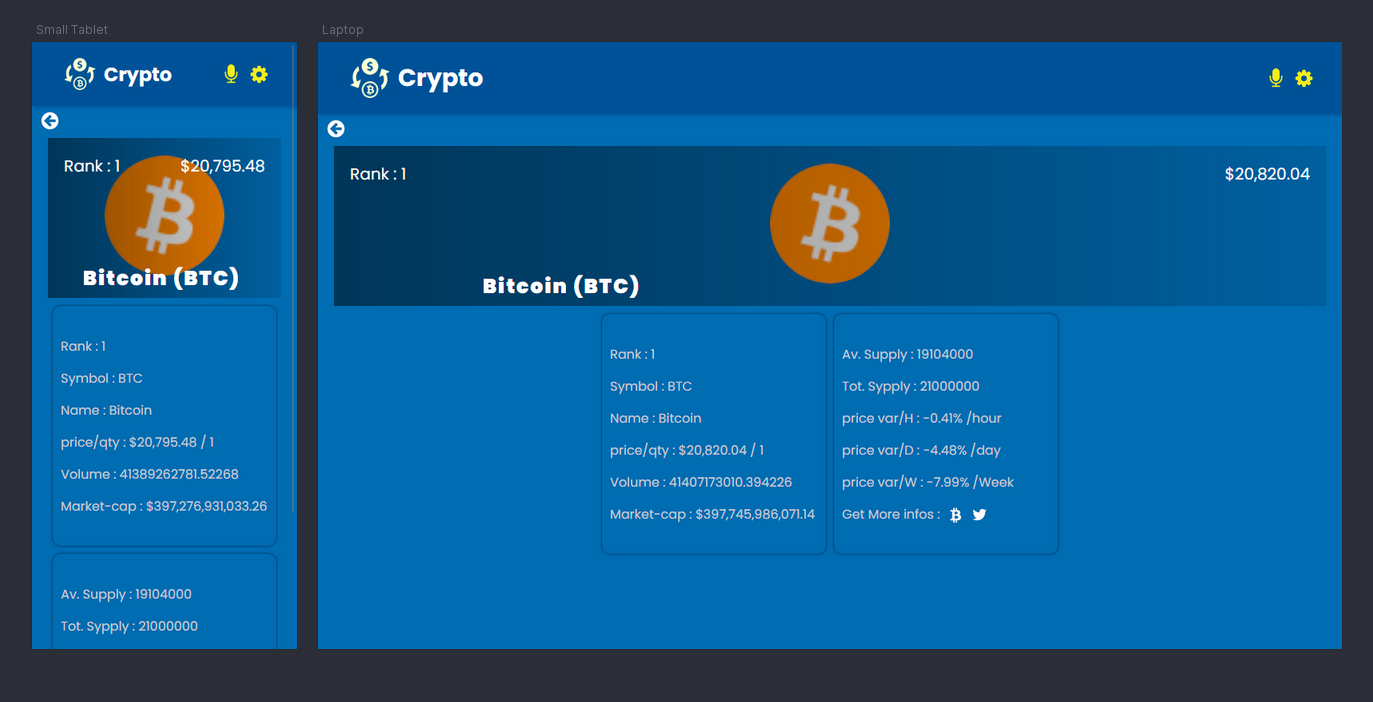 Small Tablet
Crypto
Rank : 1
$20,795.48
Bitcoin (BTC)
Rank : 1
Symbol : BTC
Name : Bitcoin
price/qty : $20,795.48 / 1
Volume : 41389262781.52268
Market-cap : $397,276,931,033.26
Av. Supply : 19104000
Tot. Sypply : 21000000
Laptop
Crypto
Rank : 1
$20,820.04
Bitcoin (BTC)
Rank : 1
Symbol : BTC
Name : Bitcoin
price/qty : $20,820.04 / 1
Volume : 41407173010.394226
Market-cap : $397,745,986,071.14
Av. Supply : 19104000
Tot. Sypply : 21000000
price var/H : -0.41% /hour
price var/D : -4.48% /day
price var/W : -7.99% /Week
Get More infos :